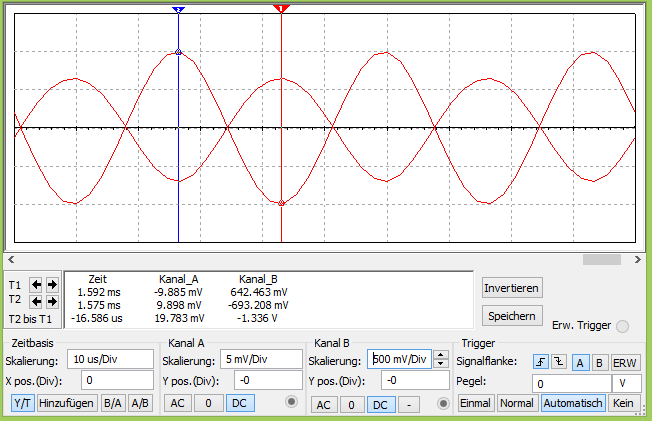 2 1
T1 Zeit Kanal_A Kanal_B
T2 1.592 ms -9.885 mV 642.463 mV
1.575 ms 9.898 mV -693.208 mV
T2 bis T1 -16.586 us 19.783 mV -1.336 V
Invertieren
Speichern
Erw. Trigger
Zeitbasis Kanal A Kanal B Trigger
Skalierung: 10 us/Div Skalierung: 5 mV/Div Skalierung: 500 mV/Div Signalflanke: A B ERW
X pos.(Div): 0 Y pos.(Div): -0 Y pos.(Div): -0 Pegel: 0 V
Y/T Hinzufügen B/A A/B AC 0 DC AC 0 DC - Einmal Normal Automatisch Kein